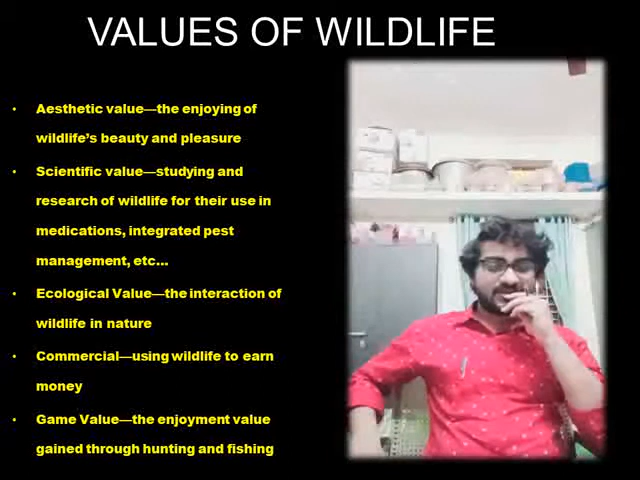 VALUES OF WILDLIFE
• Aesthetic value—the enjoying of
wildlife's beauty and pleasure
• Scientific value—studying and
research of wildlife for their use in
medications, integrated pest
management, etc...
• Ecological Value—the interaction of
wildlife in nature
• Commercial—using wildlife to earn
money
• Game Value—the enjoyment value
gained through hunting and fishing